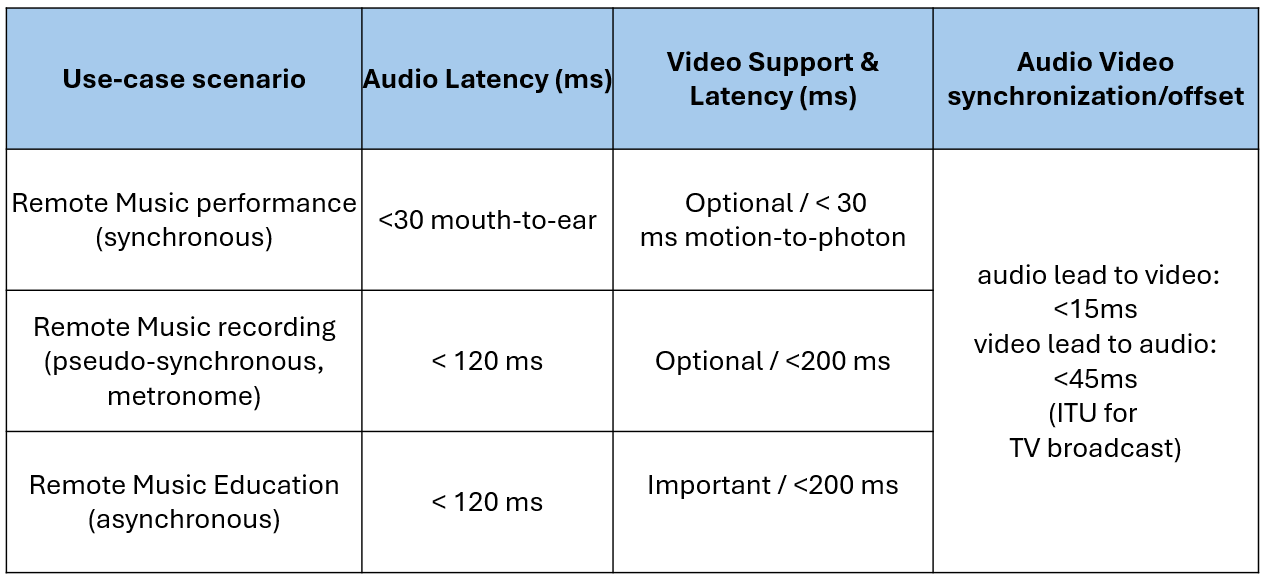 Use-case scenario
Audio Latency (ms)
Video Support &
Latency (ms)
Audio Video
synchronization/offset
Remote Music performance
(synchronous)
<30 mouth-to-ear
Optional / < 30
ms motion-to-photon
audio lead to video:
<15ms
video lead to audio:
<45ms
(ITU for
TV broadcast)
Remote Music recording
(pseudo-synchronous,
metronome)
< 120 ms
Optional / <200 ms
Remote Music Education
(asynchronous)
< 120 ms
Important / <200 ms